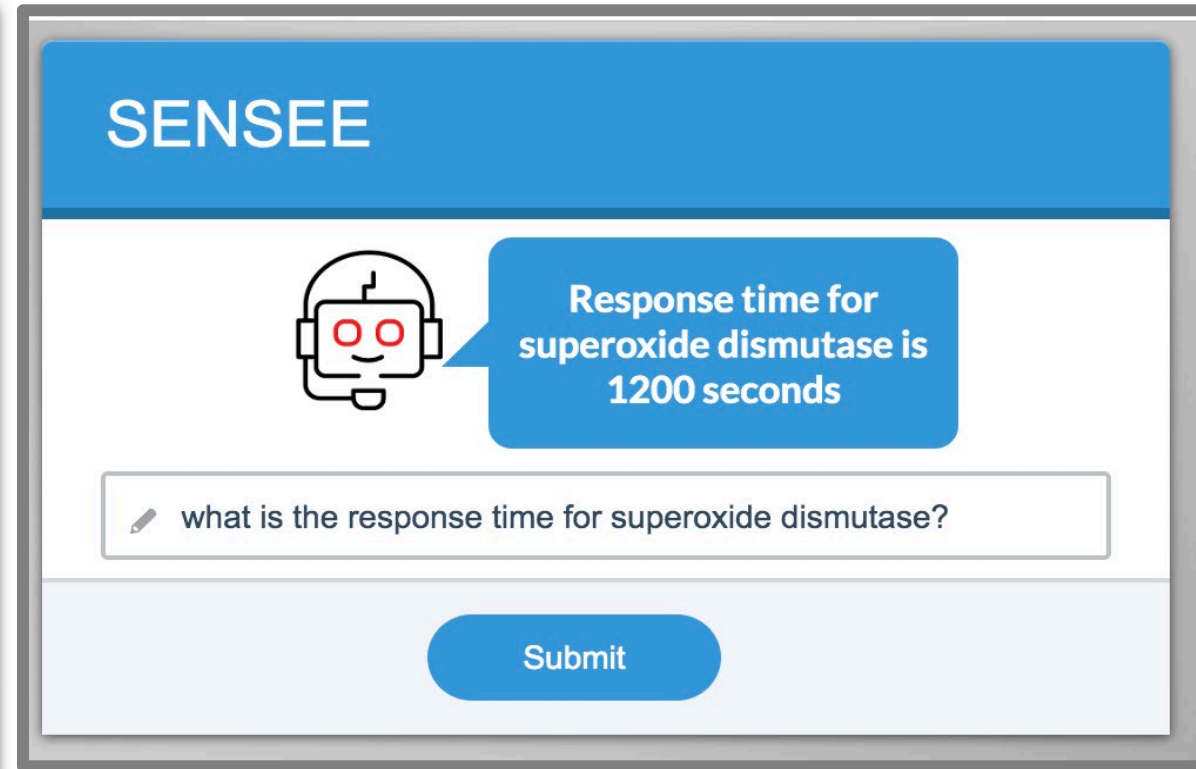 SENSEE
Response time for
superoxide dismutase is
1200 seconds
what is the response time for superoxide dismutase?
Submit